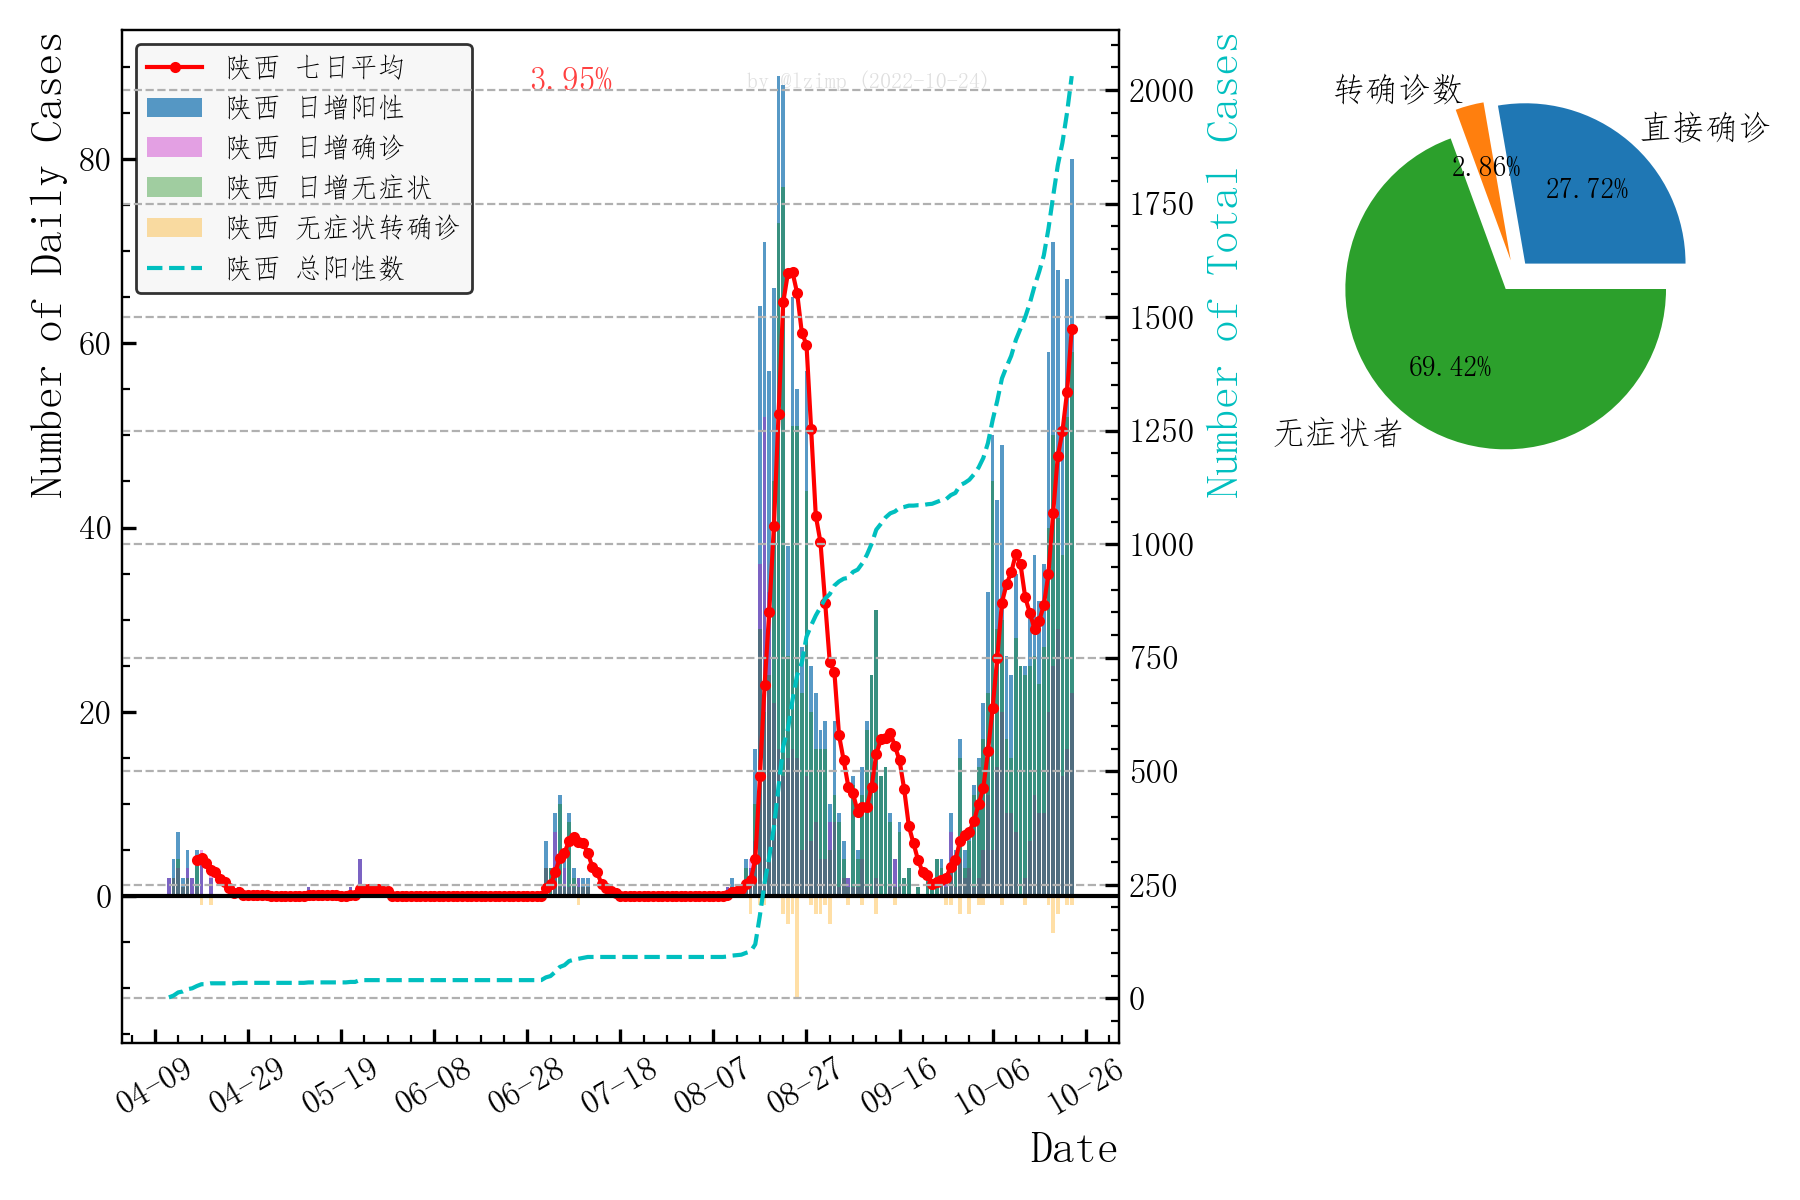 陕西 七日平均
陕西 日增阳性
陕西 日增确诊
陕西 日增无症状
陕西 无症状转确诊
陕西 总阳性数
3.95%
by @lzimp (2022-10-24)
Number of Daily Cases
80
60
40
20
0
2000
1750
1500
1250
1000
750
500
250
0
Number of Total Cases
04-09 04-29 05-19 06-08 06-28 07-18 08-07 08-27 09-16 10-06 10-26
Date
转确诊数
直接确诊
2.86%
27.72%
69.42%
无症状者